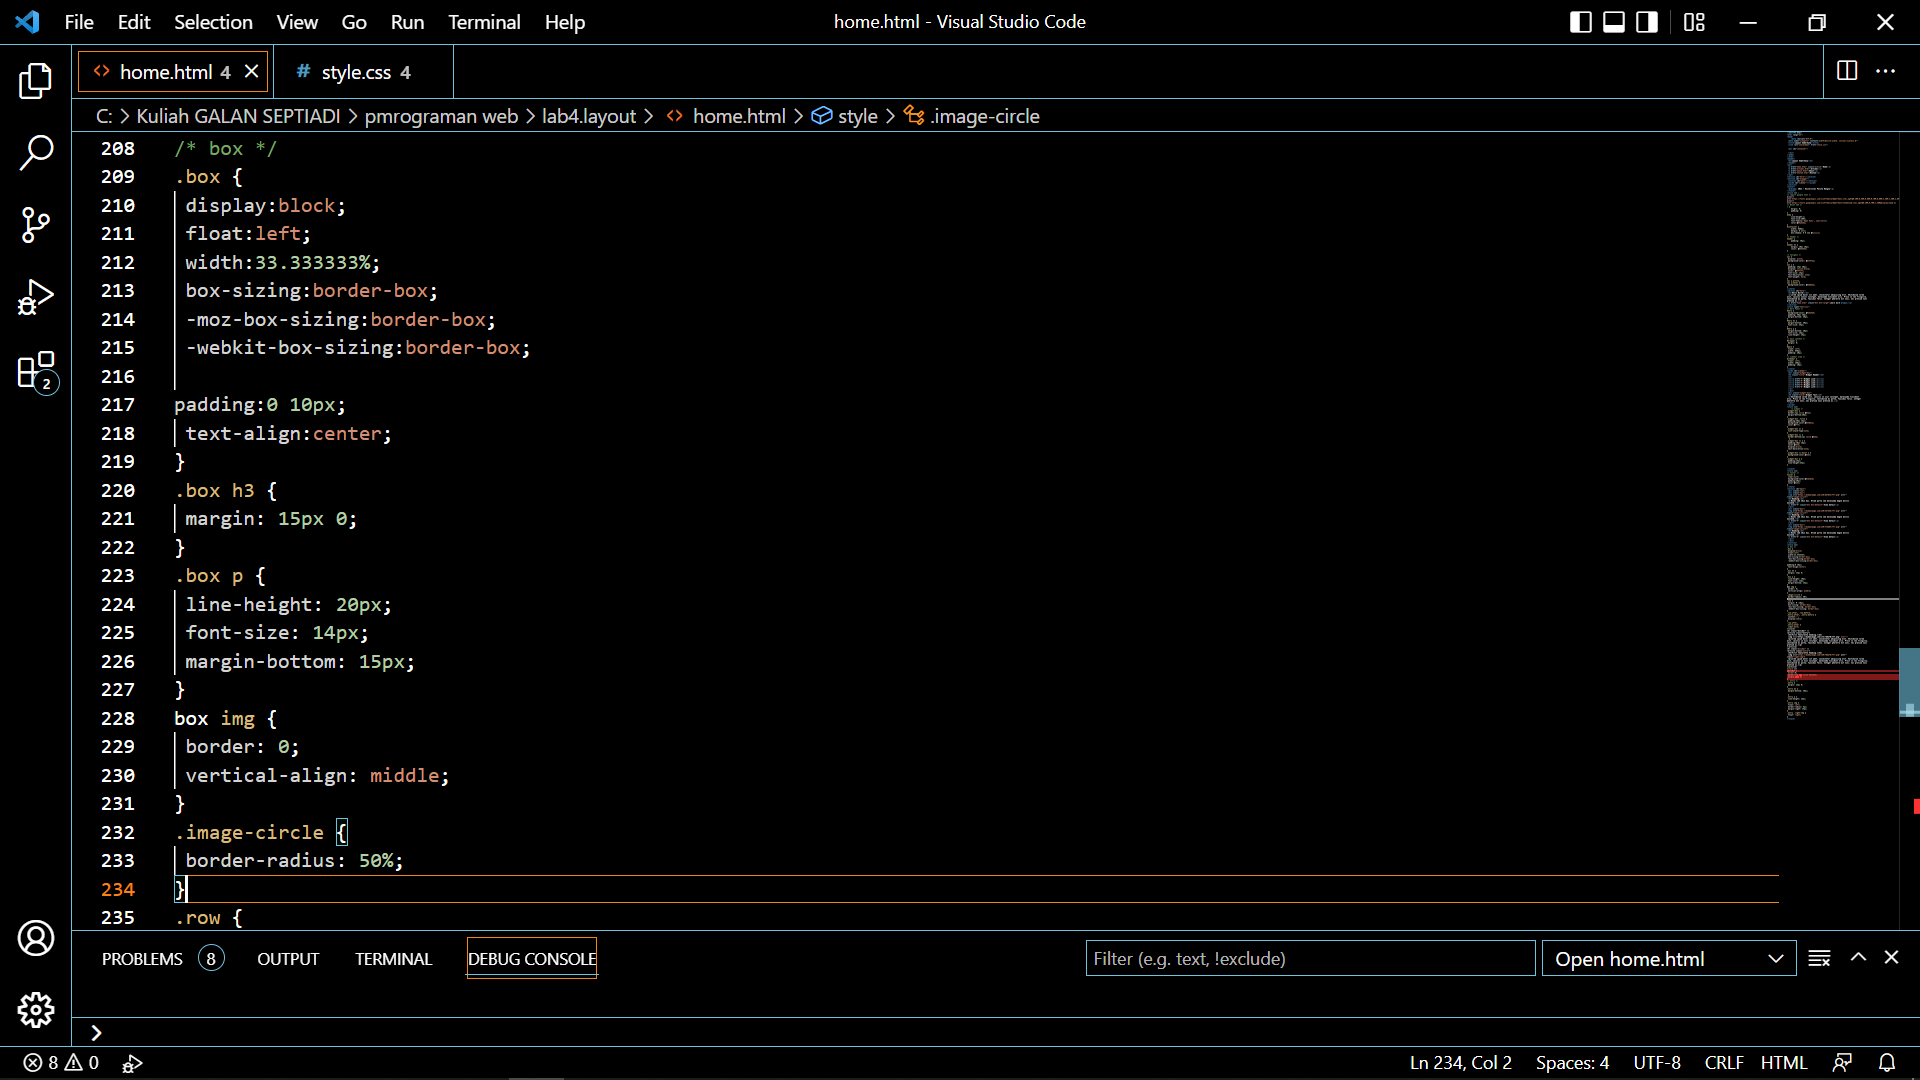 File Edit Selection View Go Run Terminal Help
home.html - Visual Studio Code
home.html 4
# style.css 4
C: > Kuliah GALAN SEPTIADI > pmrograman web > lab4.layout > home.html > style > .image-circle
208 /* box */
209 .box {
210 display:block;
211 float:left;
212 width:33.333333%;
213 box-sizing:border-box;
214 -moz-box-sizing:border-box;
215 -webkit-box-sizing:border-box;
216
217 padding:0 10px;
218 text-align:center;
219 }
220 .box h3 {
221 margin: 15px 0;
222 }
223 .box p {
224 line-height: 20px;
225 font-size: 14px;
226 margin-bottom: 15px;
227 }
228 box img {
229 border: 0;
230 vertical-align: middle;
231 }
232 .image-circle {
233 border-radius: 50%;
234 }
235 .row {
2
PROBLEMS 8 OUTPUT TERMINAL DEBUG CONSOLE
Filter (e.g. text, !exclude)
Open home.html
8 0
Ln 234, Col 2 Spaces: 4 UTF-8 CRLF HTML